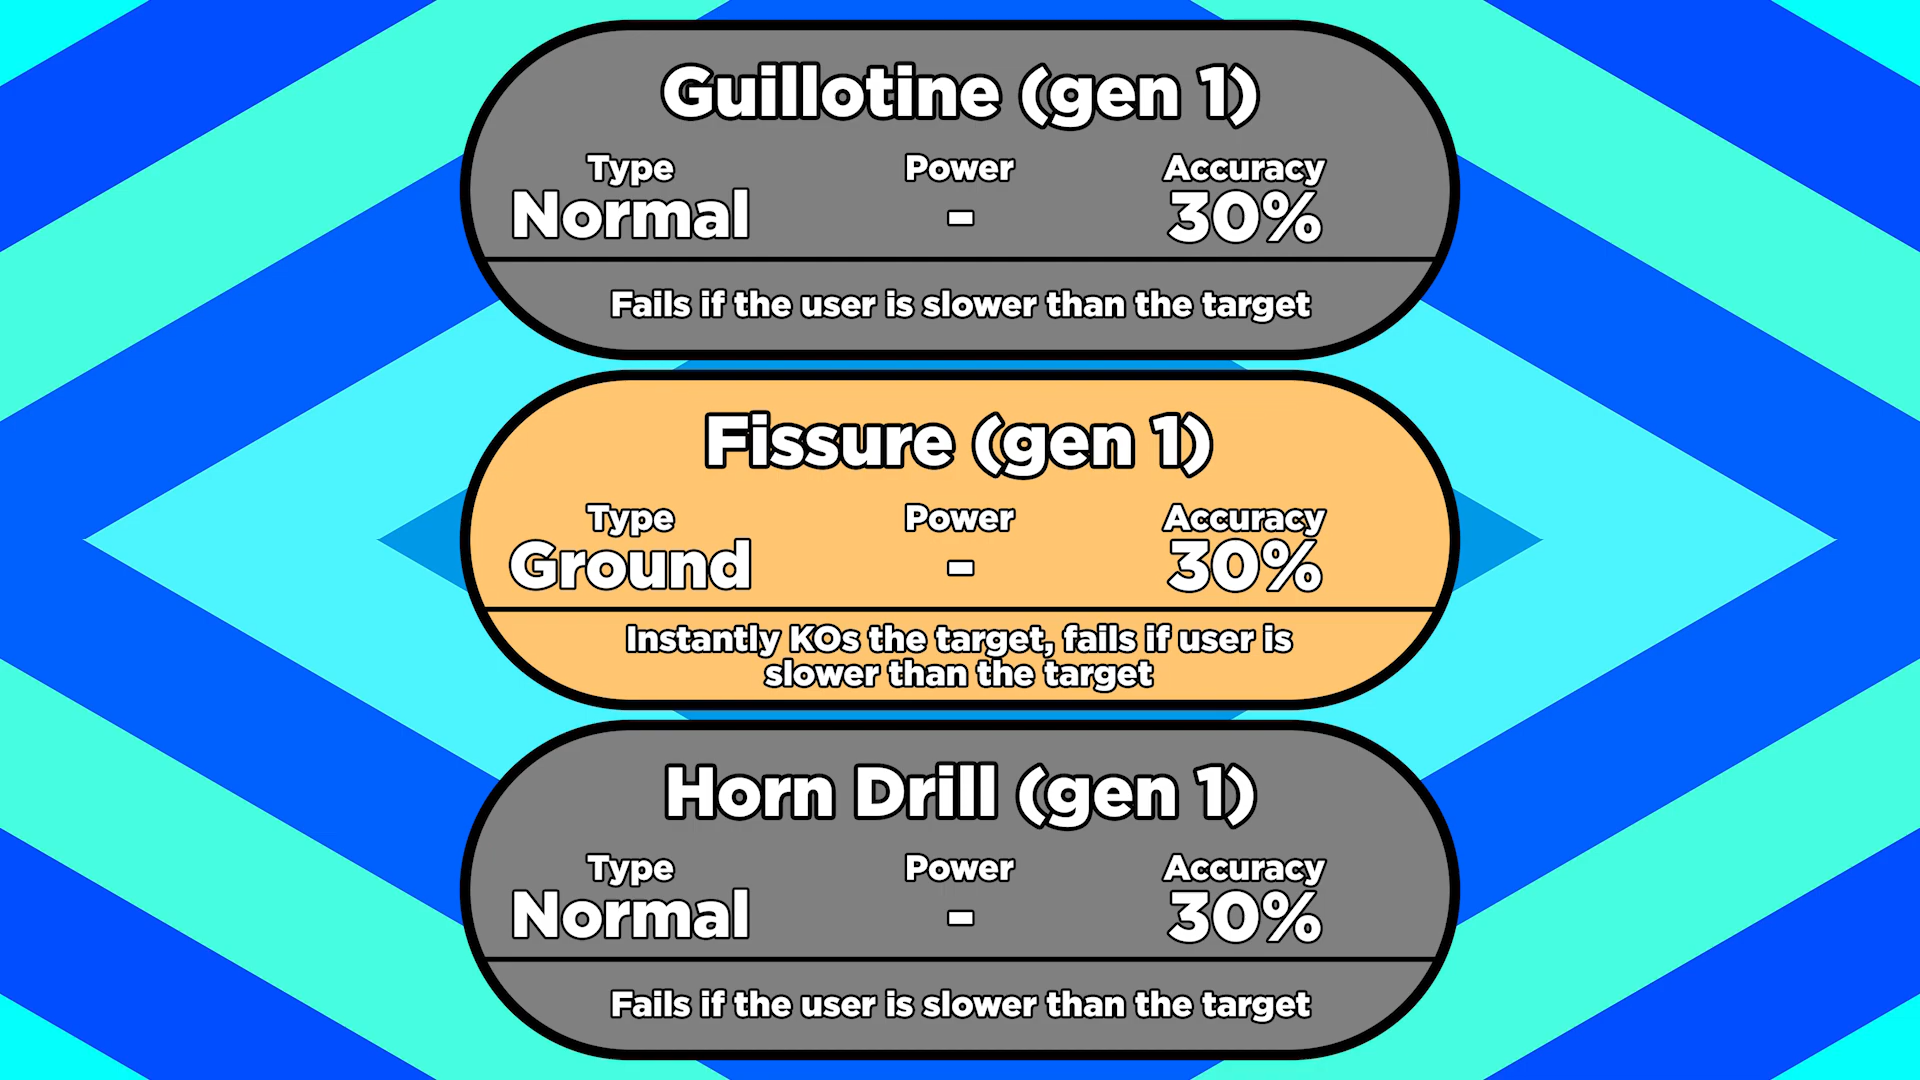 Guillotine (gen 1)
Type Power Accuracy
Normal - 30%
Fails if the user is slower than the target
Fissure (gen 1)
Type Power Accuracy
Ground - 30%
Instantly KOs the target, fails if user is
slower than the target
Horn Drill (gen 1)
Type Power Accuracy
Normal - 30%
Fails if the user is slower than the target